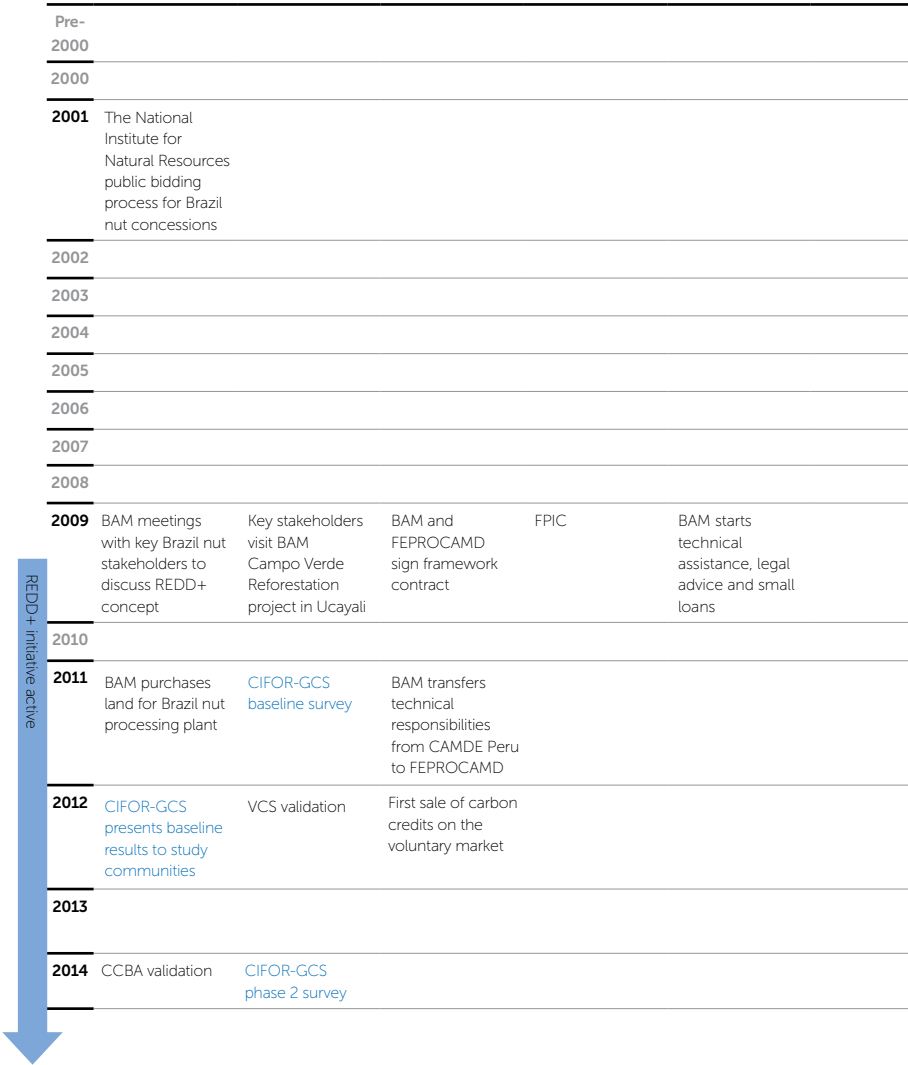 Pre-
2000
2000
2001
The National
Institute for
Natural Resources
public bidding
process for Brazil
nut concessions
2002
2003
2004
2005
2006
2007
2008
2009
BAM meetings
with key Brazil nut
stakeholders to
discuss REDD+
concept
Key stakeholders
visit BAM
Campo Verde
Reforestation
project in Ucayali
BAM and
FEPROCAMD
sign framework
contract
FPIC
BAM starts
technical
assistance, legal
advice and small
loans
REDD+ initiative active
2010
2011
BAM purchases
land for Brazil nut
processing plant
CIFOR-GCS
baseline survey
BAM transfers
technical
responsibilities
from CAMDE Peru
to FEPROCAMD
2012
CIFOR-GCS
presents baseline
results to study
communities
VCS validation
First sale of carbon
credits on the
voluntary market
2013
2014
CCBA validation
CIFOR-GCS
phase 2 survey